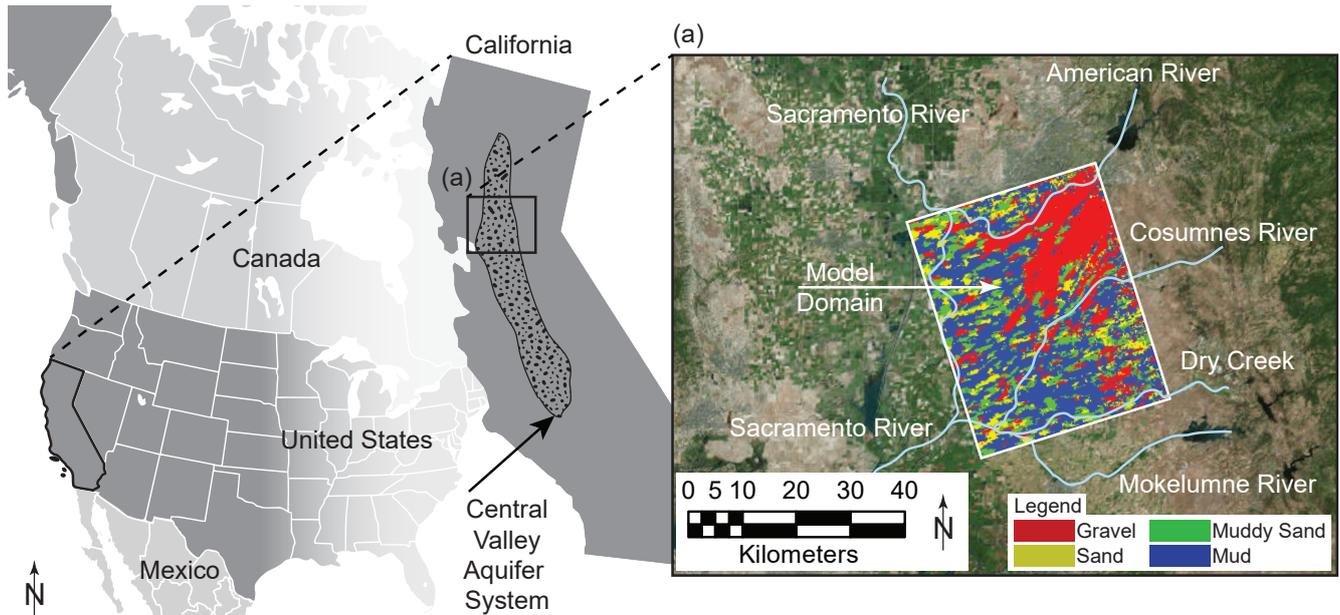 California
(a)
Canada
United States
Mexico
N
Central
Valley
Aquifer
System
(a)
American River
Sacramento River
Cosumnes River
Model
Domain
Dry Creek
Sacramento River
Mokelumne River
0 5 10 20 30 40
Kilometers
N
Legend
Gravel
Muddy Sand
Sand
Mud